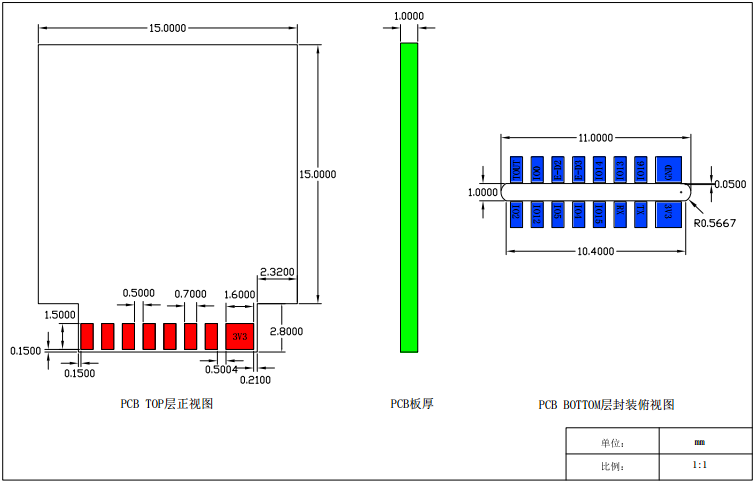 15.0000
1.0000
11.0000
IOUT
IO0
E-D2
E-D3
IO14
IO13
IO16
GND
15.0000
1.0000
0.0500
IO2
IO12
IO5
IO4
IO15
RX
TX
3V3
R0.5667
10.4000
2.3200
0.5000
0.7000
1.6000
1.5000
2.8000
3V3
0.1500
0.1500
0.5004
0.2100
PCB TOP层正视图
PCB板厚
PCB BOTTOM层封装俯视图
单位: mm
比例: 1:1